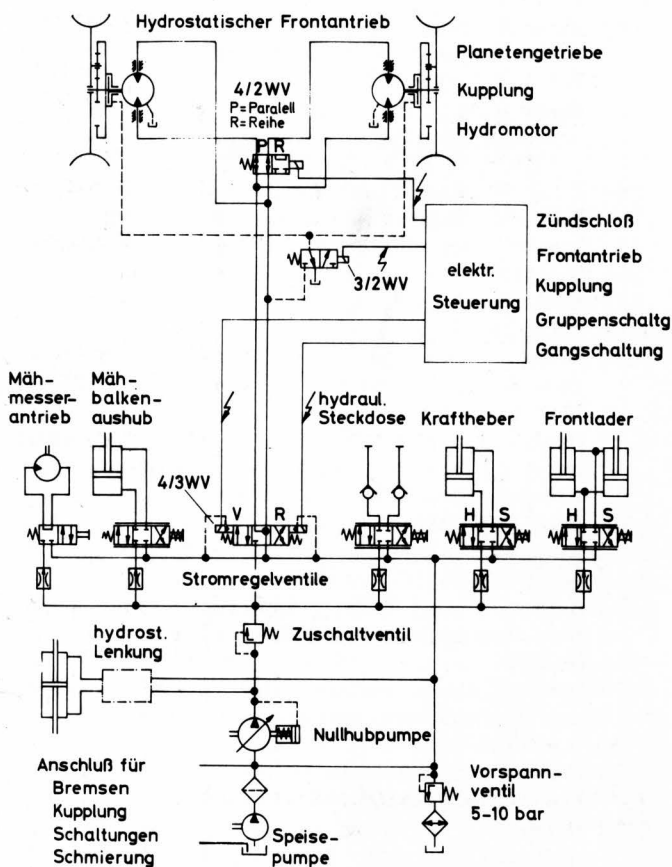 Hydrostatischer Frontantrieb
4/2WV
P=Paralell
R=Reihe
P R
Planetengetriebe
Kupplung
Hydromotor
3/2WV
elektr.
Steuerung
Zündschloß
Frontantrieb
Kupplung
Gruppenschaltg
Gangschaltung
Mäh-
messer-
antrieb
Mäh-
balken-
aushub
4/3WV
V R
hydraul.
Steckdose
Kraftheber
H S
Frontlader
H S
Stromregelventile
hydrost.
Lenkung
Zuschaltventil
Nullhubpumpe
Anschluß für
Bremsen
Kupplung
Schaltungen
Schmierung
Speise-
pumpe
Vorspann-
ventil
5-10 bar